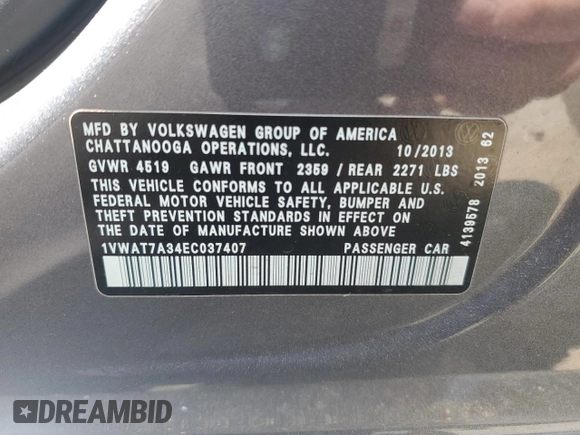 MFD BY VOLKSWAGEN GROUP OF AMERICA
CHATTANOOGA OPERATIONS, LLC. 10/2013
GVWR 4519 GAWR FRONT 2359 / REAR 2271 LBS
THIS VEHICLE CONFORMS TO ALL APPLICABLE U.S.
FEDERAL MOTOR VEHICLE SAFETY, BUMPER AND
THEFT PREVENTION STANDARDS IN EFFECT ON
THE DATE OF MANUFACTURE SHOWN ABOVE
1VWAT7A34EC037407 PASSENGER CAR
4139578 2013 62
DREAMBID